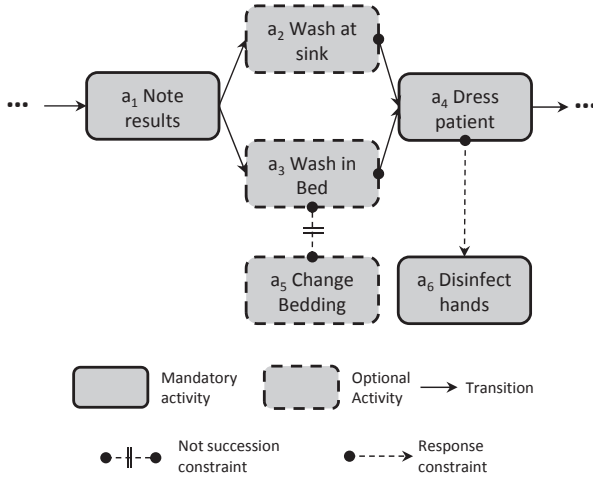 a2 Wash at
sink
...
a1 Note
results
a4 Dress
patient
...
a3 Wash in
Bed
a5 Change
Bedding
a6 Disinfect
hands
Mandatory
activity
Optional
Activity
Transition
Not succession
constraint
Response
constraint